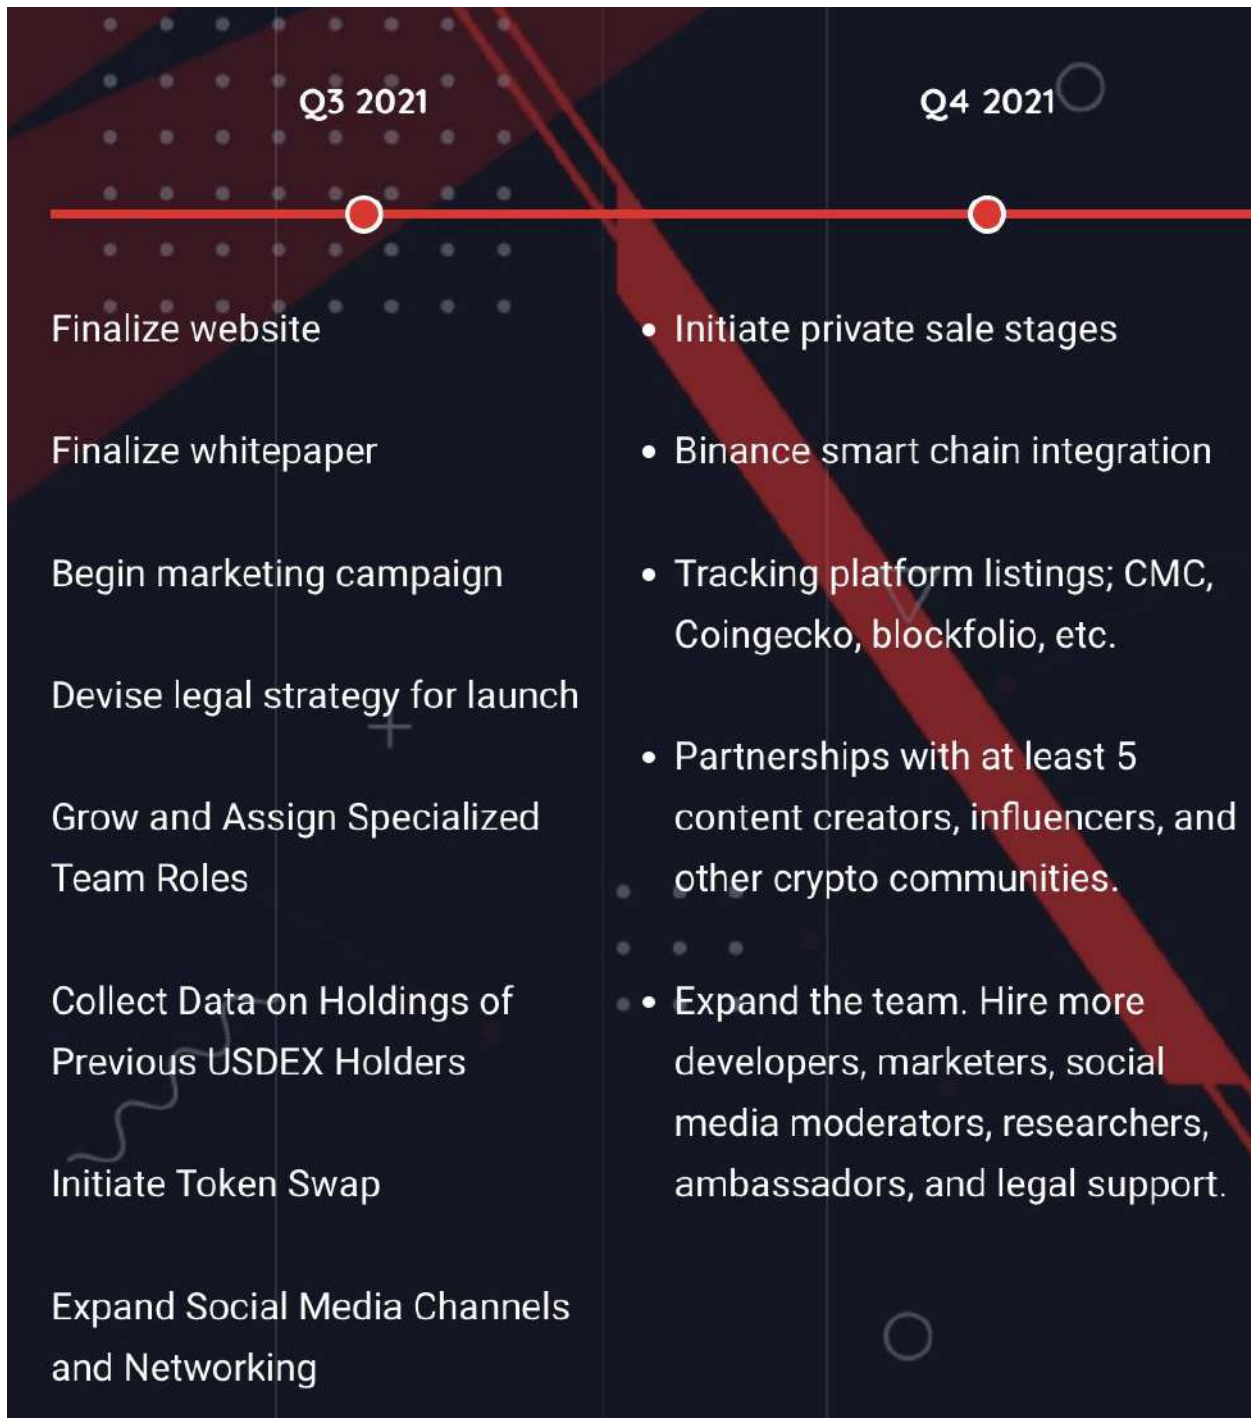 Q3 2021
Finalize website
Finalize whitepaper
Begin marketing campaign
Devise legal strategy for launch
Grow and Assign Specialized
Team Roles
Collect Data on Holdings of
Previous USDEX Holders
Initiate Token Swap
Expand Social Media Channels
and Networking
Q4 2021
• Initiate private sale stages
• Binance smart chain integration
• Tracking platform listings; CMC,
Coingecko, blockfolio, etc.
• Partnerships with at least 5
content creators, influencers, and
other crypto communities.
• Expand the team. Hire more
developers, marketers, social
media moderators, researchers,
ambassadors, and legal support.